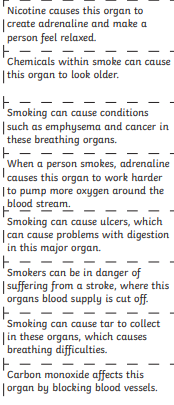 Nicotine causes this organ to
create adrenaline and make a
person feel relaxed.
Chemicals within smoke can cause
this organ to look older.
Smoking can cause conditions
such as emphysema and cancer in
these breathing organs.
When a person smokes, adrenaline
causes this organ to work harder
to pump more oxygen around the
blood stream.
Smoking can cause ulcers, which
can cause problems with digestion
in this major organ.
Smokers can be in danger of
suffering from a stroke, where this
organs blood supply is cut off.
Smoking can cause tar to collect
in these organs, which causes
breathing difficulties.
Carbon monoxide affects this
organ by blocking blood vessels.